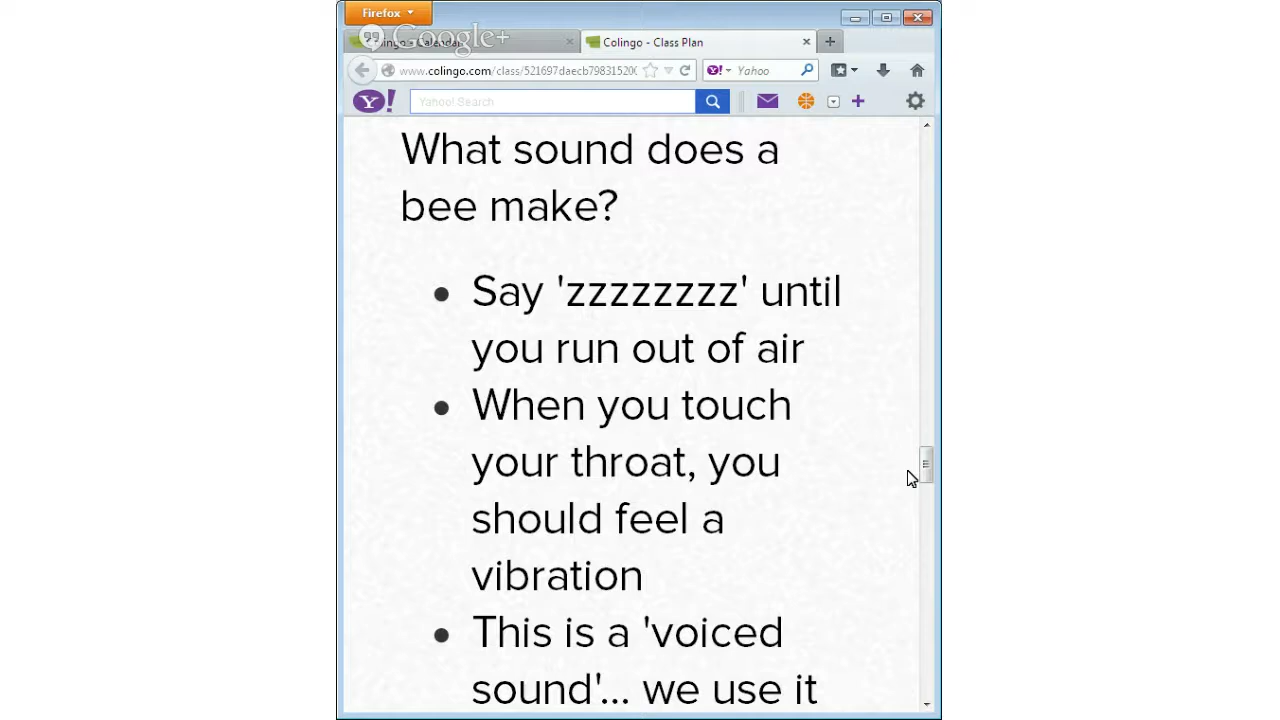 Firefox
Google+
Colingo - Class Plan
www.colingo.com/class/521697daecb79831520
Yahoo
Y! Yahoo! Search
What sound does a
bee make?
Say 'zzzzzzzz' until
you run out of air
When you touch
your throat, you
should feel a
vibration
This is a 'voiced
sound'... we use it